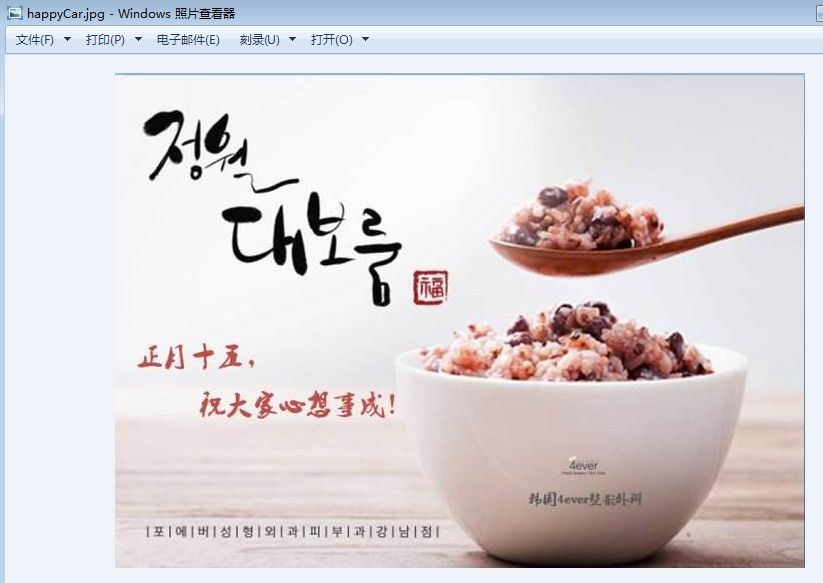 happyCar.jpg - Windows 照片查看器
文件(F) 打印(P) 电子邮件(E) 刻录(U) 打开(O)
정월
대보름
福
正月十五，
祝大家心想事成!
4ever
韩国4ever整形外科
|포|에|버|성|형|외|과|피|부|과|강|남|점|